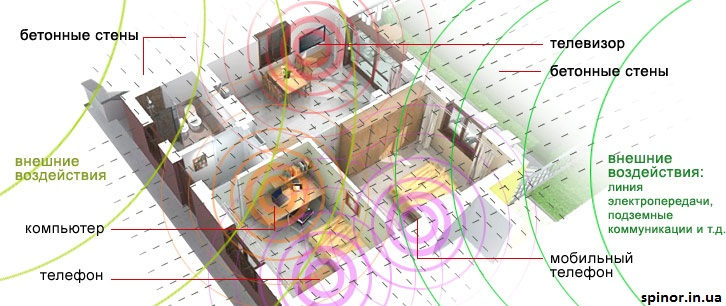 бетонные стены
телевизор
бетонные стены
внешние
воздействия
внешние
воздействия:
линия
электропередачи,
подземные
коммуникации и т.д.
компьютер
мобильный
телефон
телефон
spinor.in.ua